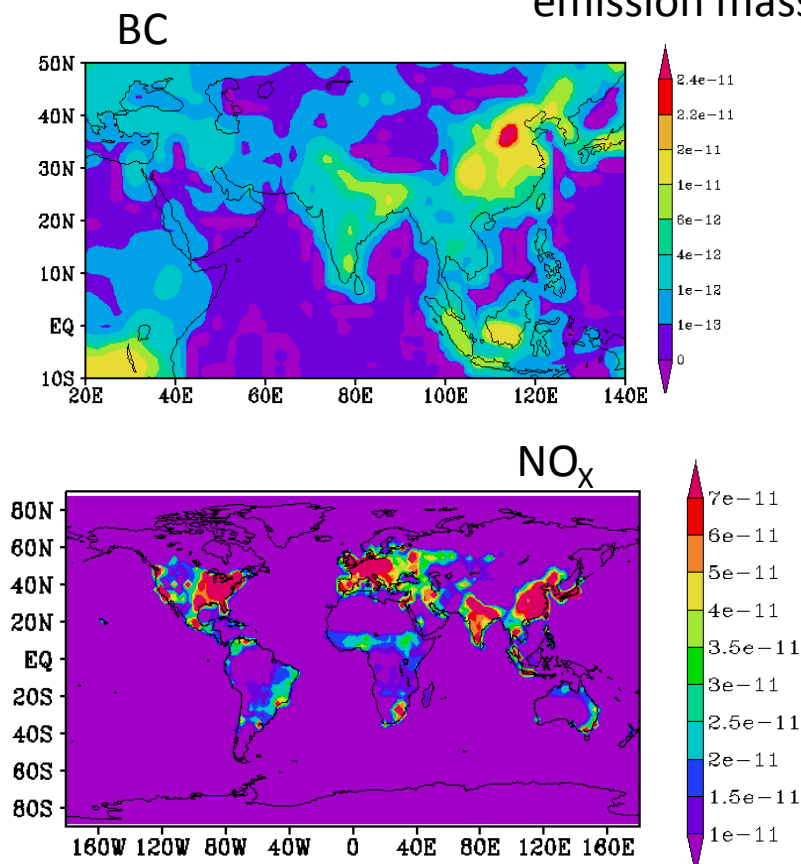 emission mass
BC
50N
40N
30N
20N
10N
EQ
10S
20E 40E 60E 80E 100E 120E 140E
2.4e-11
2.2e-11
2e-11
1e-11
6e-12
4e-12
1e-12
1e-13
0
NOX
80N
60N
40N
20N
EQ
20S
40S
60S
80S
160W 120W 80W 40W 0 40E 80E 120E 160E
7e-11
6e-11
5e-11
4e-11
3.5e-11
3e-11
2.5e-11
2e-11
1.5e-11
1e-11